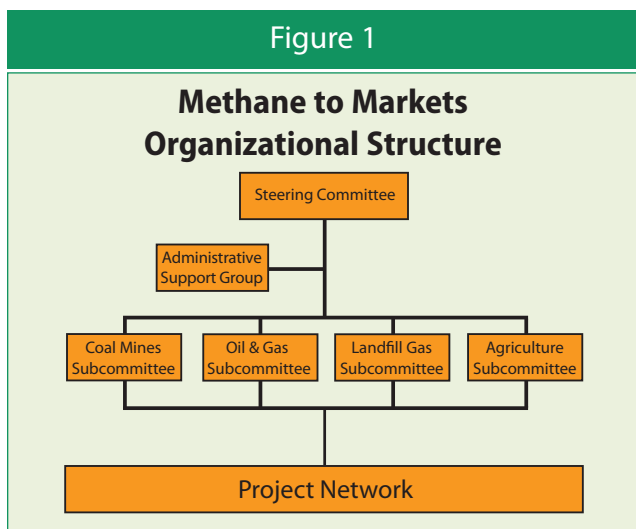 Figure 1
Methane to Markets
Organizational Structure
Steering Committee
Administrative
Support Group
Coal Mines
Subcommittee
Oil & Gas
Subcommittee
Landfill Gas
Subcommittee
Agriculture
Subcommittee
Project Network